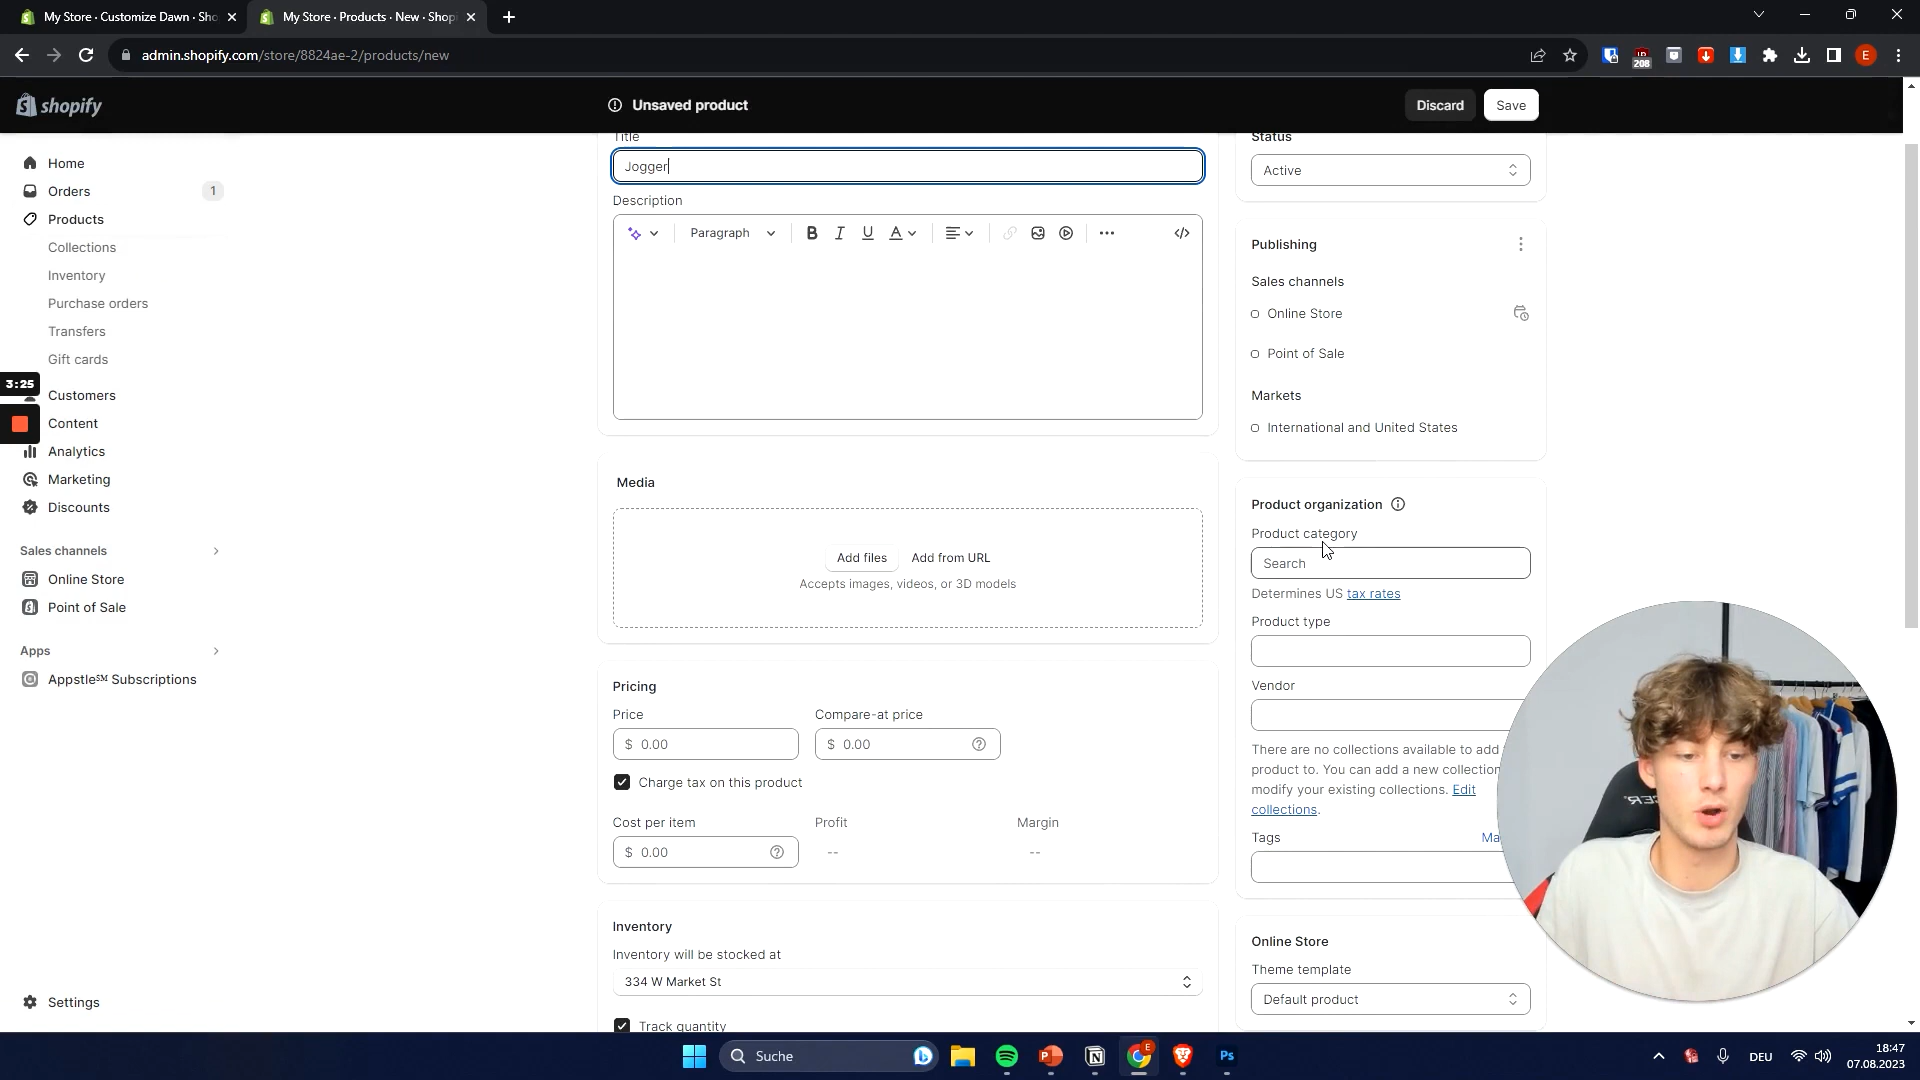 My Store · Customize Dawn · Sho
My Store · Products · New · Shopi
admin.shopify.com/store/8824ae-2/products/new
208
E
shopify
Unsaved product
Discard
Save
Home
Orders
1
Products
Collections
Inventory
Purchase orders
Transfers
Gift cards
3:25
Customers
Content
Analytics
Marketing
Discounts
Sales channels
Online Store
Point of Sale
Apps
Appstle℠ Subscriptions
Settings
Title
Jogger
Description
Paragraph
B I U A
Media
Add files
Add from URL
Accepts images, videos, or 3D models
Pricing
Price
Compare-at price
$ 0.00
$ 0.00
Charge tax on this product
Cost per item
Profit
Margin
$ 0.00
--
--
Inventory
Inventory will be stocked at
334 W Market St
Track quantity
Status
Active
Publishing
Sales channels
Online Store
Point of Sale
Markets
International and United States
Product organization
Product category
Search
Determines US tax rates
Product type
Vendor
There are no collections available to add
product to. You can add a new collection
modify your existing collections. Edit
collections.
Tags
Ma
Online Store
Theme template
Default product
Suche
E
Ps
DEU
18:47
07.08.2023